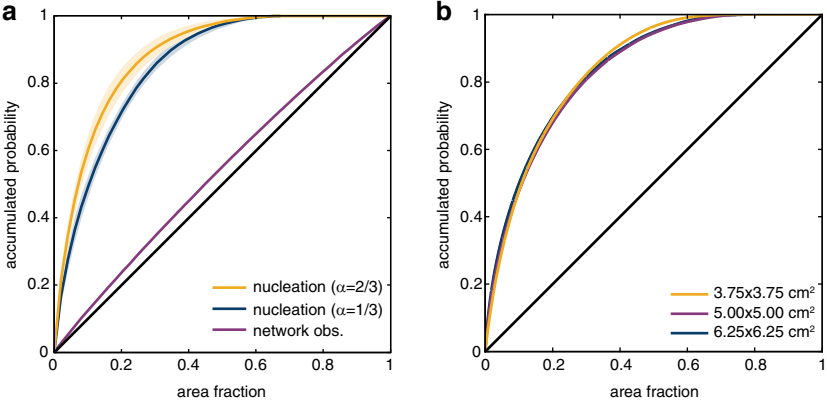 a
accumulated probability
1
0.8
0.6
0.4
0.2
0
0
0.2
0.4
0.6
0.8
1
area fraction
nucleation (α=2/3)
nucleation (α=1/3)
network obs.
b
accumulated probability
1
0.8
0.6
0.4
0.2
0
0
0.2
0.4
0.6
0.8
1
area fraction
3.75x3.75 cm²
5.00x5.00 cm²
6.25x6.25 cm²